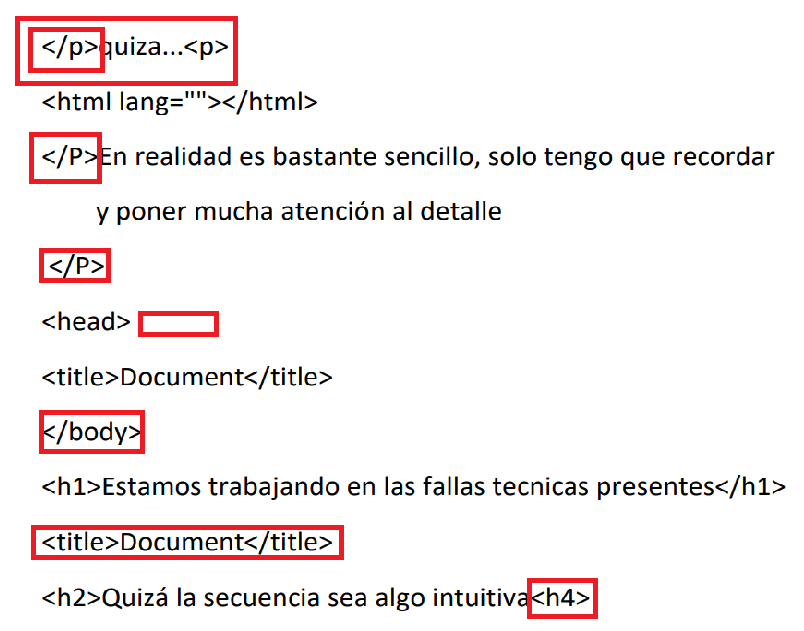 </p>quiza...<p>
<html lang=""></html>
</P>En realidad es bastante sencillo, solo tengo que recordar
y poner mucha atención al detalle
</P>
<head>
<title>Document</title>
</body>
<h1>Estamos trabajando en las fallas tecnicas presentes</h1>
<title>Document</title>
<h2>Quizá la secuencia sea algo intuitiva<h4>